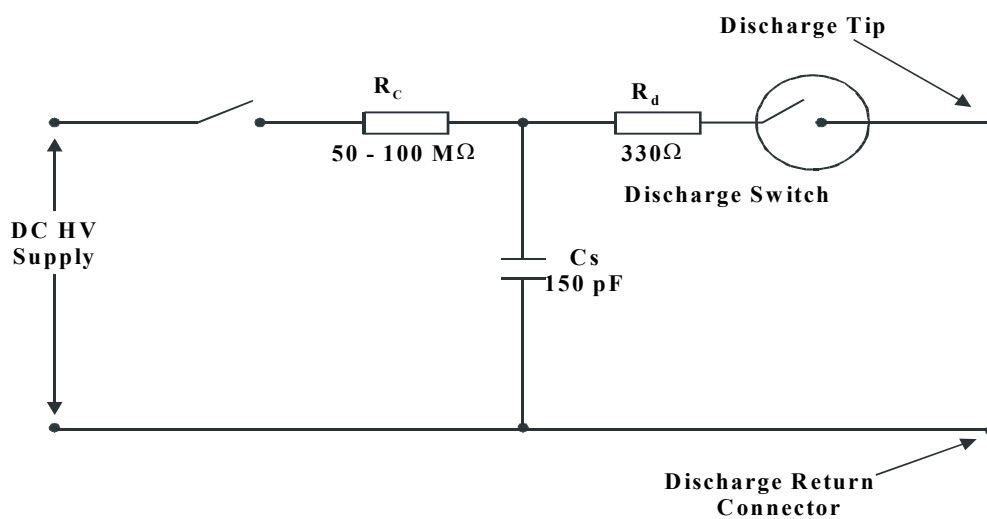 Discharge Tip
R_C
R_d
50 - 100 MΩ
330Ω
Discharge Switch
DC HV
Supply
Cs
150 pF
Discharge Return
Connector